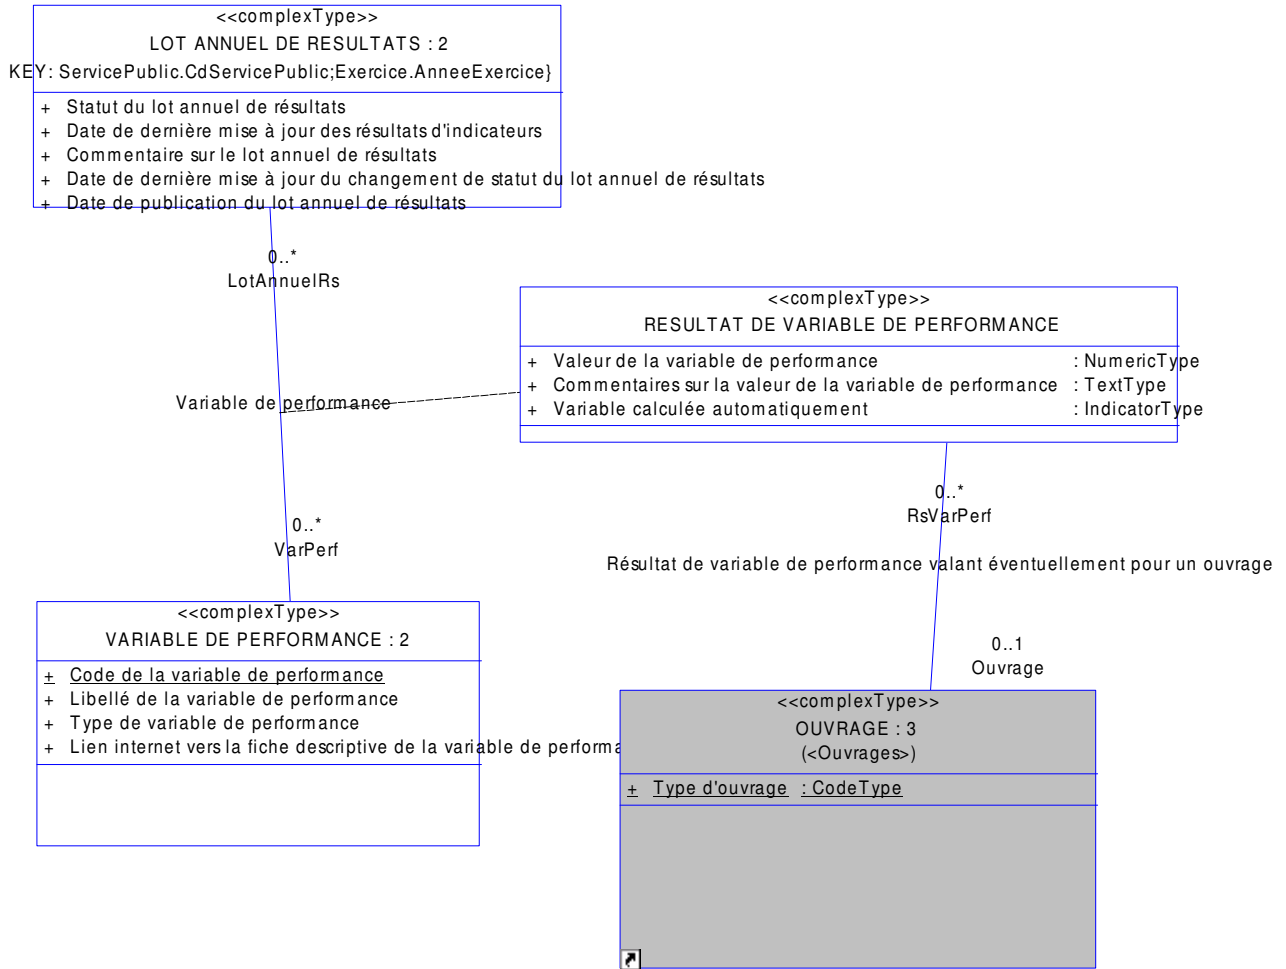 <<complexType>>
LOT ANNUEL DE RESULTATS : 2
KEY: ServicePublic.CdServicePublic;Exercice.AnneeExercice}
+ Statut du lot annuel de résultats
+ Date de dernière mise à jour des résultats d'indicateurs
+ Commentaire sur le lot annuel de résultats
+ Date de dernière mise à jour du changement de statut du lot annuel de résultats
+ Date de publication du lot annuel de résultats
0..*
LotAnnuelRs
<<complexType>>
RESULTAT DE VARIABLE DE PERFORMANCE
+ Valeur de la variable de performance : NumericType
+ Commentaires sur la valeur de la variable de performance : TextType
+ Variable calculée automatiquement : IndicatorType
Variable de performance
0..*
RsVarPerf
0..*
VarPerf
Résultat de variable de performance valant éventuellement pour un ouvrage
<<complexType>>
VARIABLE DE PERFORMANCE : 2
+ Code de la variable de performance
+ Libellé de la variable de performance
+ Type de variable de performance
+ Lien internet vers la fiche descriptive de la variable de performa
0..1
Ouvrage
<<complexType>>
OUVRAGE : 3
(<Ouvrages>)
+ Type d'ouvrage : CodeType